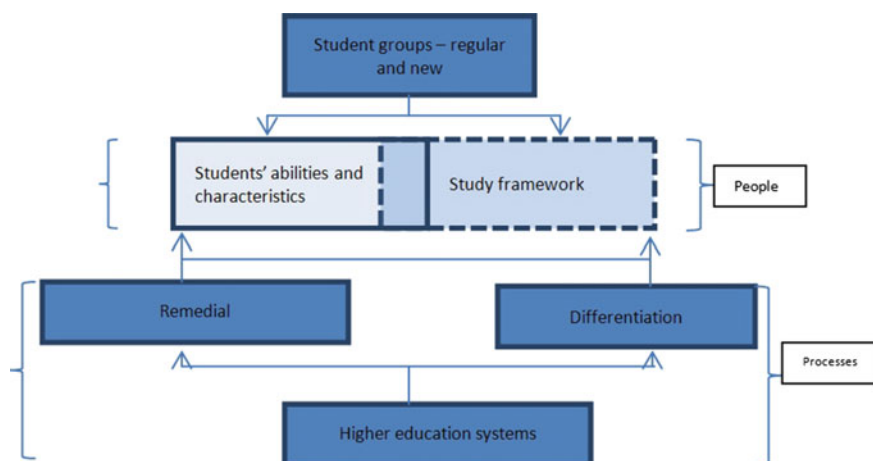 Student groups – regular
and new
Students’ abilities and
characteristics
Study framework
People
Remedial
Differentiation
Processes
Higher education systems